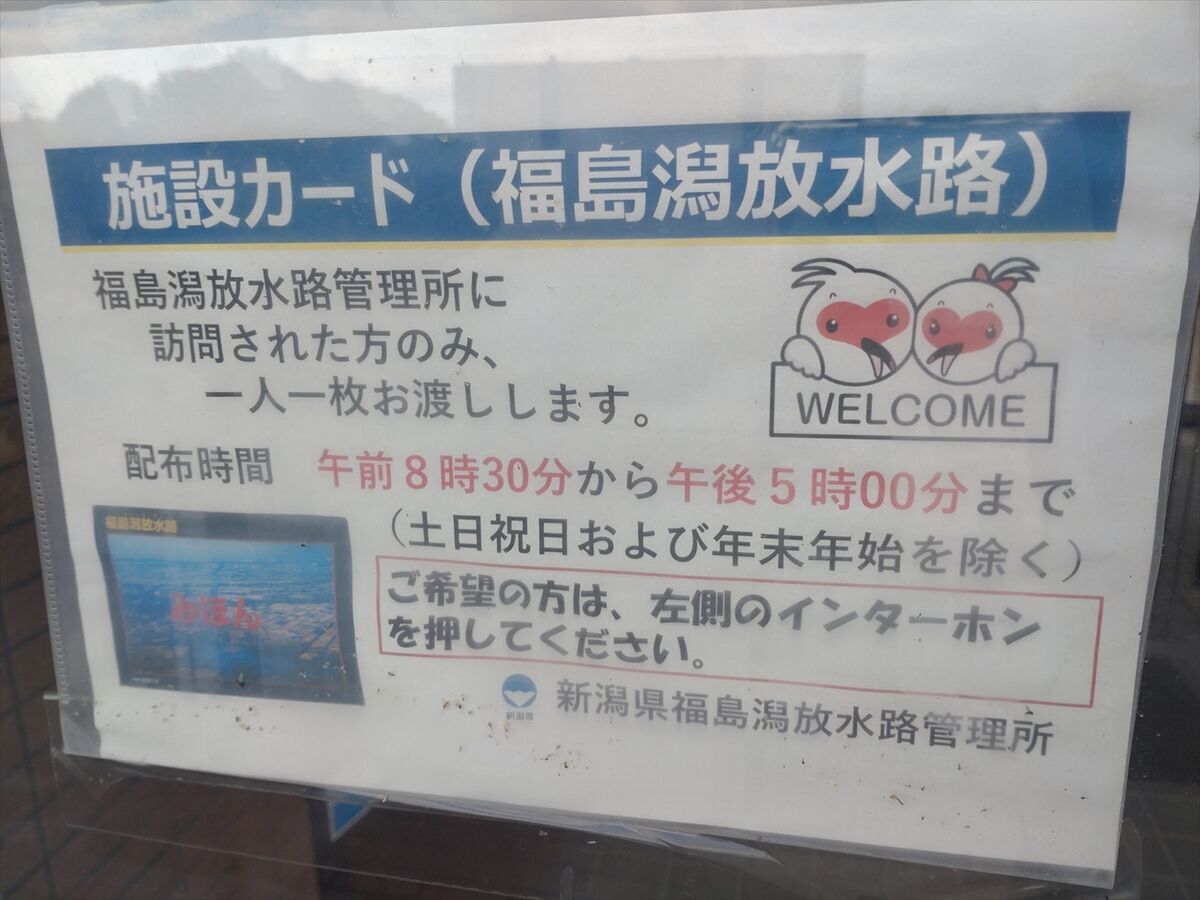 施設カード（福島潟放水路）
福島潟放水路管理所に
訪問された方のみ、
一人一枚お渡しします。
WELCOME
配布時間 午前8時30分から午後5時00分まで
（土日祝日および年末年始を除く）
福島潟放水路
みほん
ご希望の方は、左側のインターホン
を押してください。
新潟県
新潟県福島潟放水路管理所